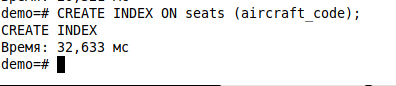 demo=# CREATE INDEX ON seats (aircraft_code);
CREATE INDEX
Время: 32,633 мс
demo=#